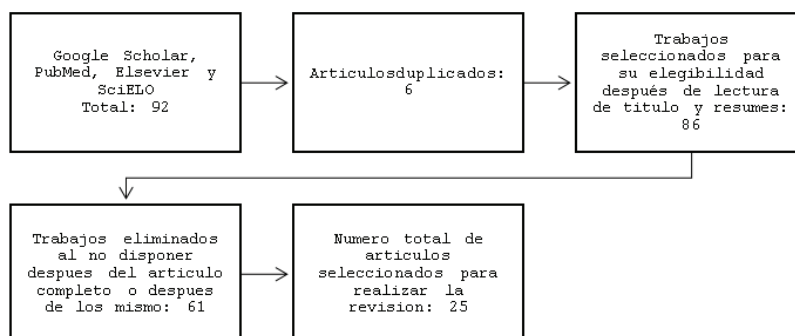 Google Scholar,
PubMed, Elsevier y
SciELO
Total: 92
Articulosduplicados:
6
Trabajos
seleccionados para
su elegibilidad
después de lectura
de titulo y resumes:
86
Trabajos eliminados
al no disponer
despues del articulo
completo o despues
de los mismo: 61
Numero total de
articulos
seleccionados para
realizar la
revision: 25